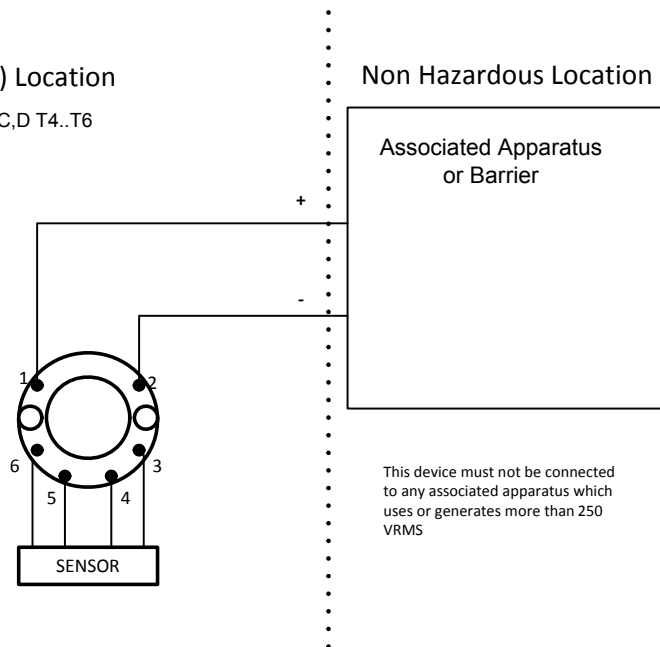 ) Location
C,D T4..T6
Non Hazardous Location
Associated Apparatus
or Barrier
+
-
1
2
6
3
5
4
SENSOR
This device must not be connected
to any associated apparatus which
uses or generates more than 250
VRMS